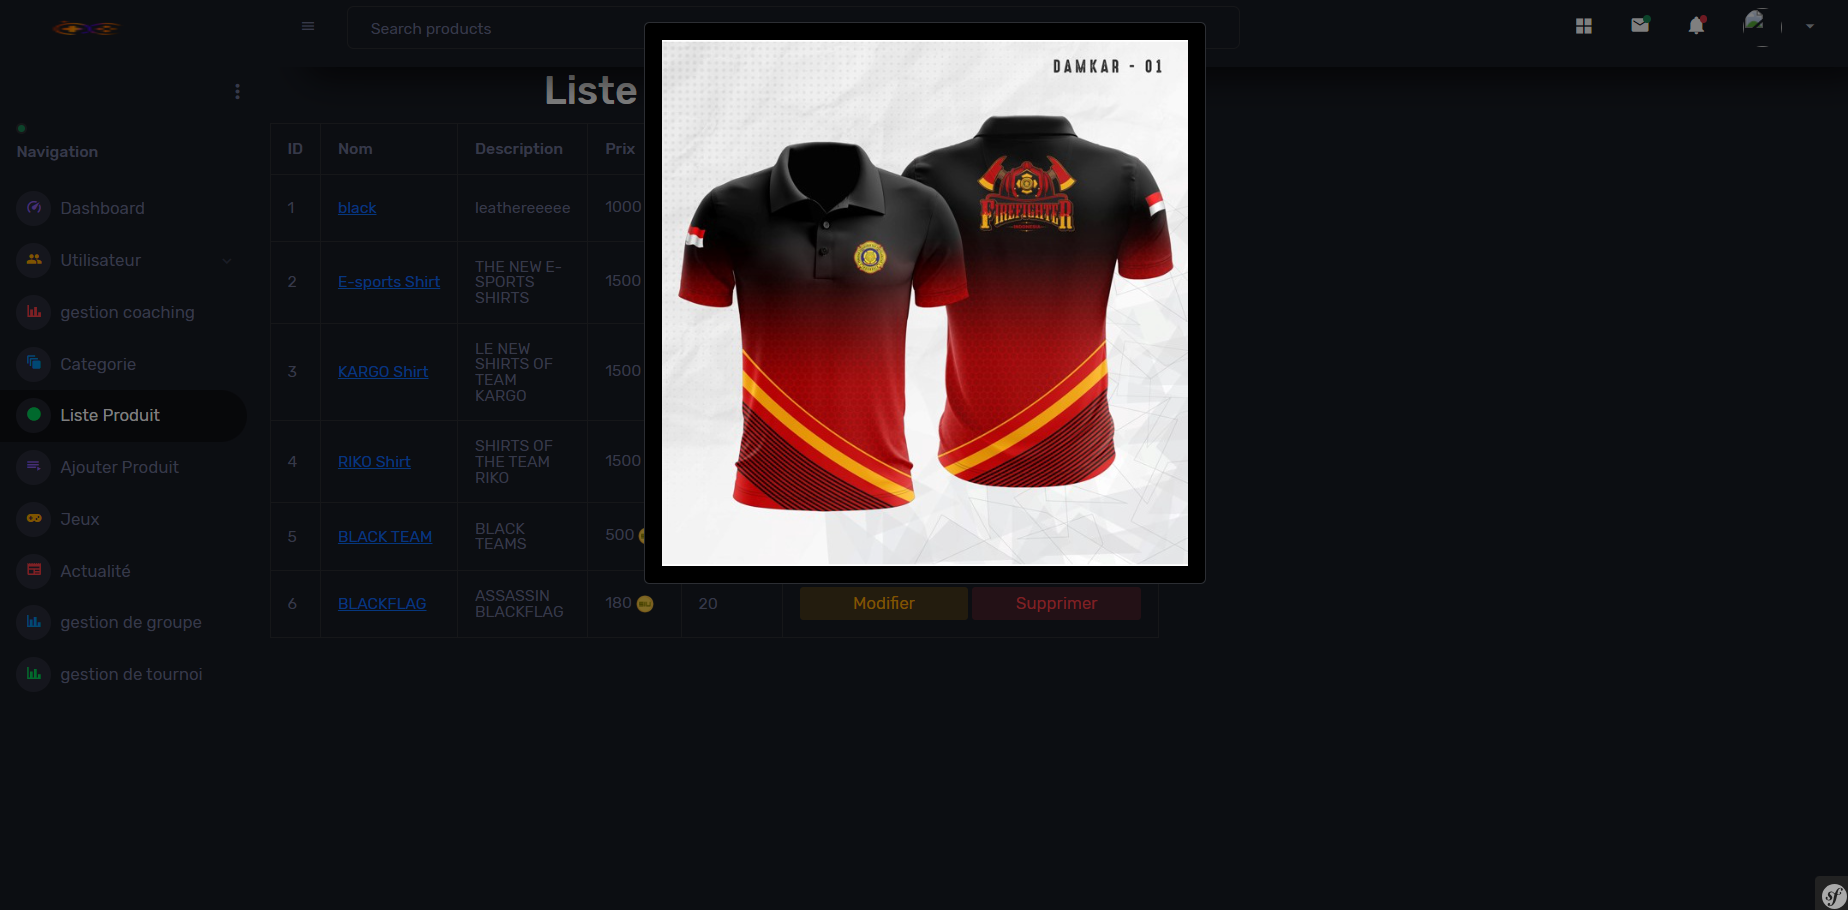 Search products
DAMKAR - 01
FIREFIGHTER
Liste
Navigation
Dashboard
Utilisateur
gestion coaching
Categorie
Liste Produit
Ajouter Produit
Jeux
Actualité
gestion de groupe
gestion de tournoi
ID Nom Description Prix
1 black leathereeeee 1000
2 E-sports Shirt THE NEW E-
SPORTS
SHIRTS 1500
3 KARGO Shirt LE NEW
SHIRTS OF
TEAM
KARGO 1500
4 RIKO Shirt SHIRTS OF
THE TEAM
RIKO 1500
5 BLACK TEAM BLACK
TEAMS 500
6 BLACKFLAG ASSASSIN
BLACKFLAG 180 20 Modifier Supprimer
sf